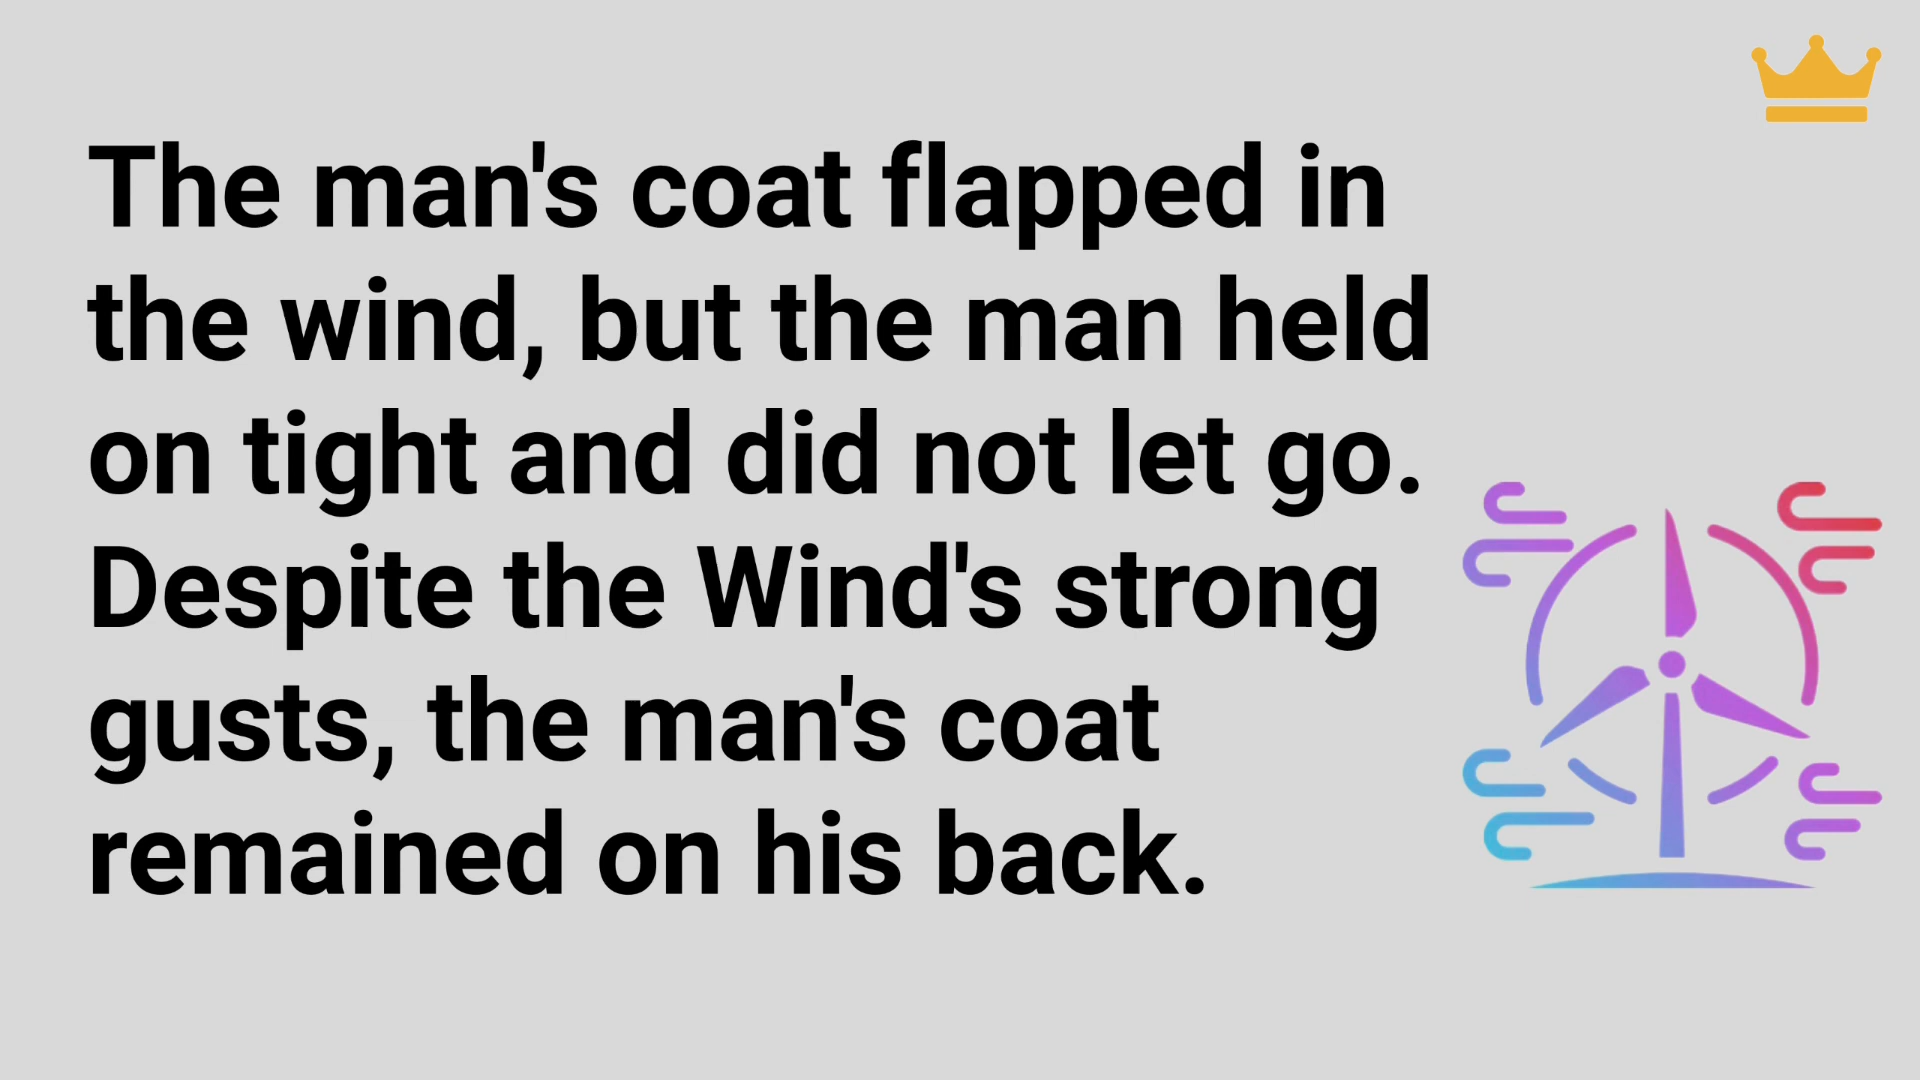 The man's coat flapped in
the wind, but the man held
on tight and did not let go.
Despite the Wind's strong
gusts, the man's coat
remained on his back.